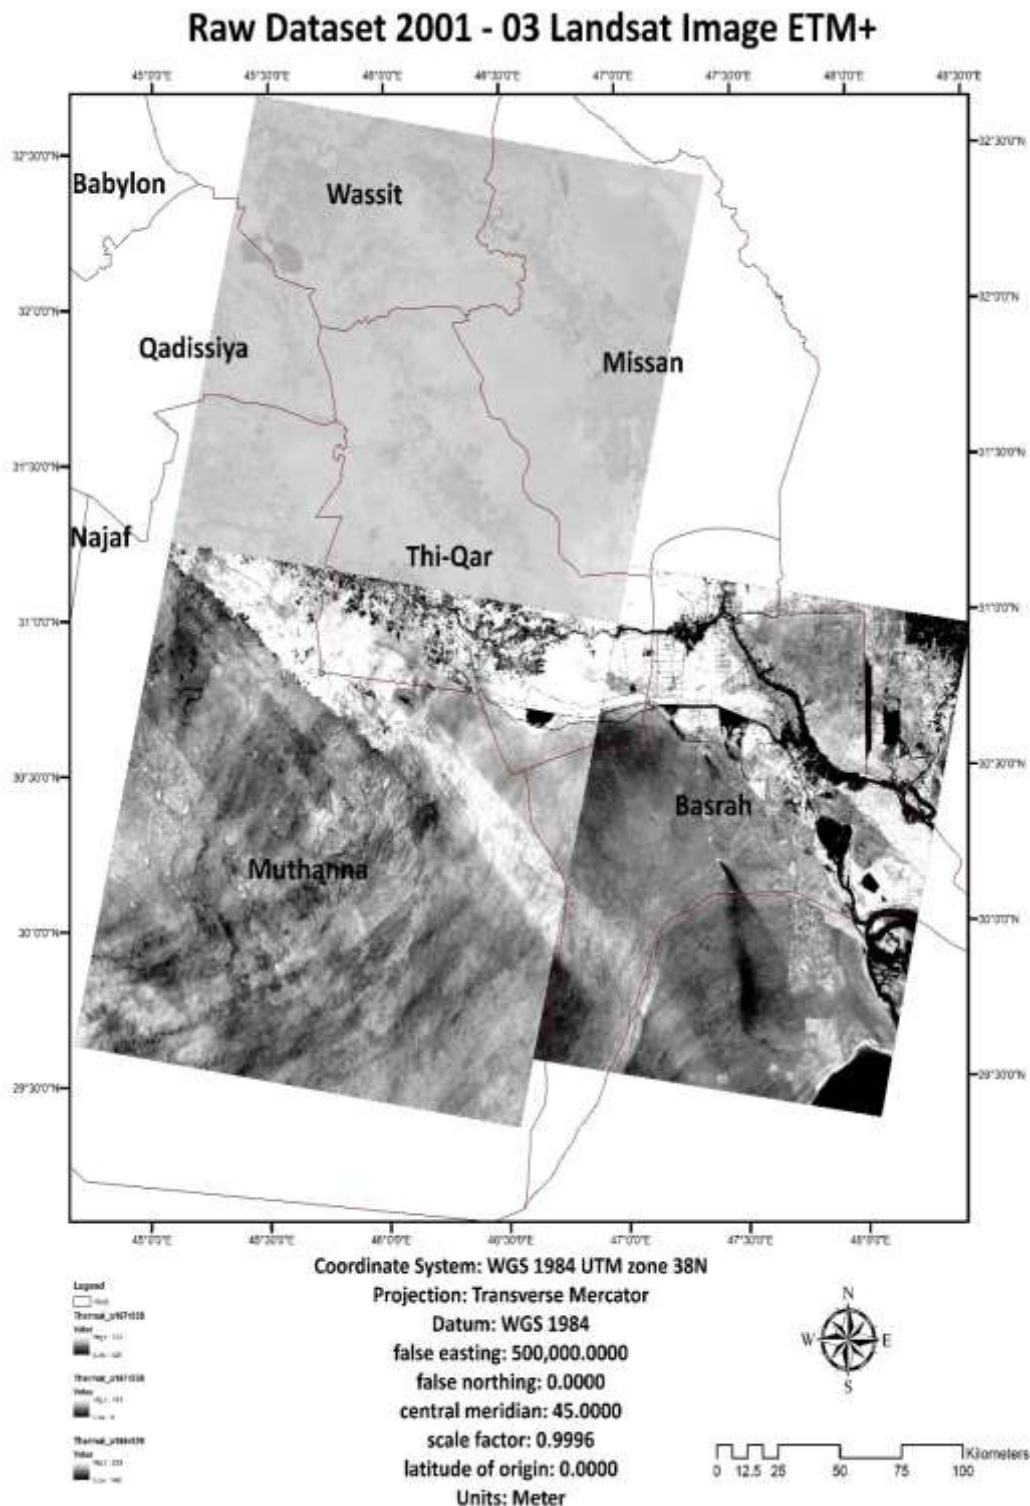 Raw Dataset 2001 - 03 Landsat Image ETM+
45°0'0"E 45°30'0"E 46°0'0"E 46°30'0"E 47°0'0"E 47°30'0"E 48°0'0"E 48°30'0"E
32°30'0"N 32°30'0"N
Babylon
Wassit
32°0'0"N 32°0'0"N
Qadissiya
Missan
31°30'0"N 31°30'0"N
Najaf
Thi-Qar
31°0'0"N 31°0'0"N
30°30'0"N 30°30'0"N
Basrah
Muthanna
30°0'0"N 30°0'0"N
29°30'0"N 29°30'0"N
45°0'0"E 45°30'0"E 46°0'0"E 46°30'0"E 47°0'0"E 47°30'0"E 48°0'0"E
Coordinate System: WGS 1984 UTM zone 38N
Projection: Transverse Mercator
Datum: WGS 1984
false easting: 500,000.0000
false northing: 0.0000
central meridian: 45.0000
scale factor: 0.9996
latitude of origin: 0.0000
Units: Meter
Legend
Value
Value
Value
N
W E
S
Kilometers
0 12.5 25 50 75 100